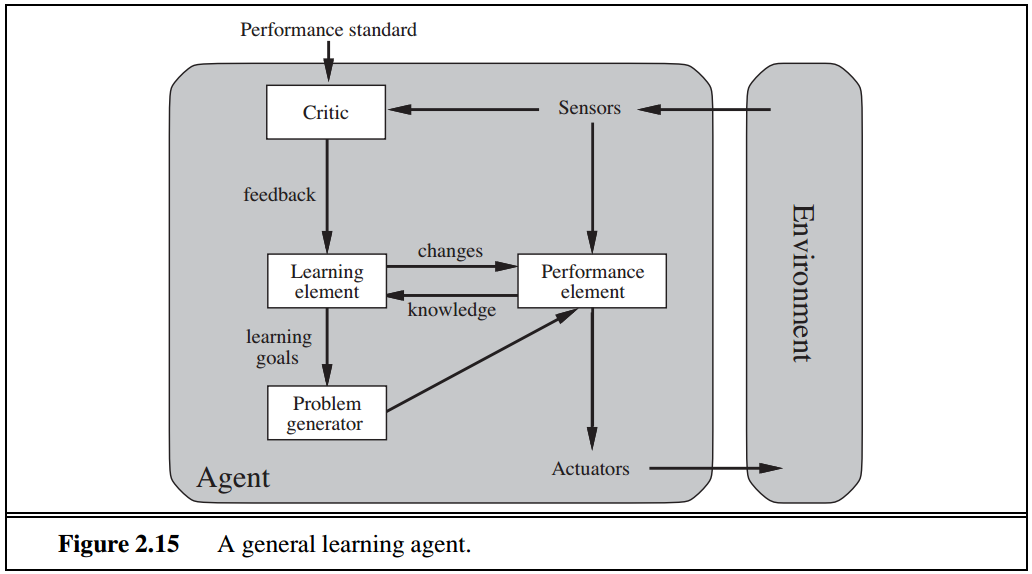 Performance standard
Critic
Sensors
feedback
changes
Learning
element
Performance
element
knowledge
learning
goals
Problem
generator
Agent
Actuators
Environment
Figure 2.15 A general learning agent.